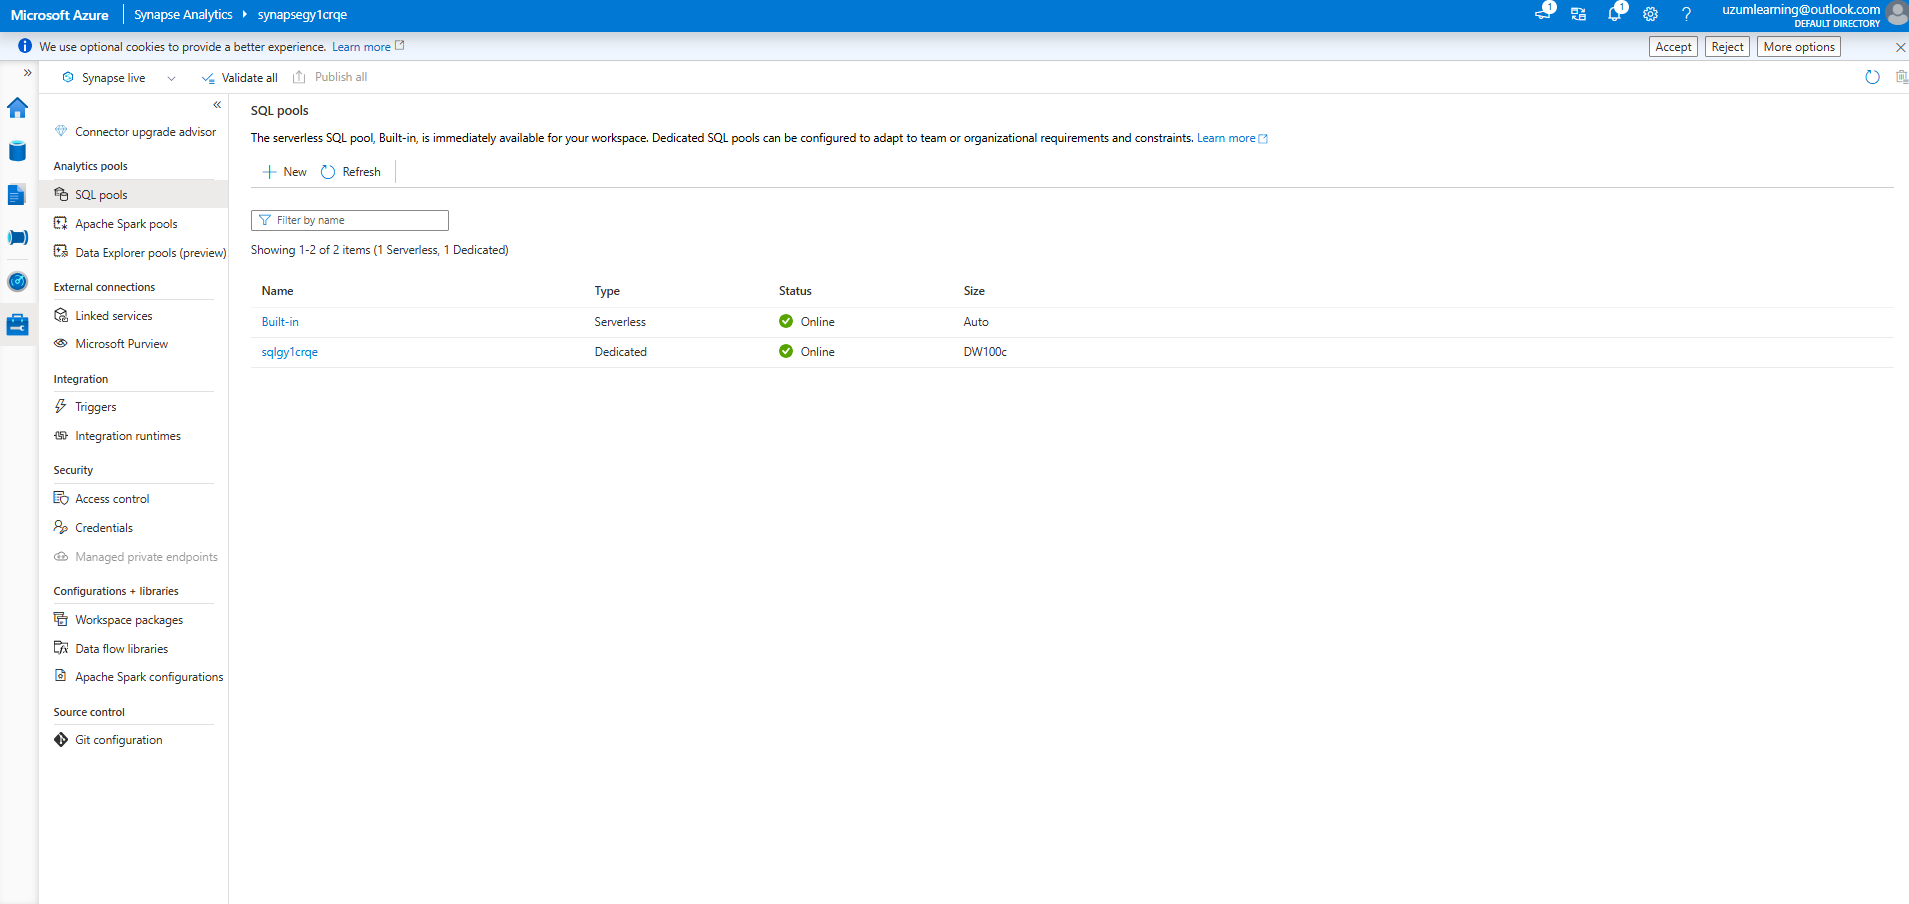 Microsoft Azure
Synapse Analytics
synapsegy1crqe
1
1
?
uzumlearning@outlook.com
DEFAULT DIRECTORY
We use optional cookies to provide a better experience. Learn more
Accept
Reject
More options
Synapse live
Validate all
Publish all
Connector upgrade advisor
Analytics pools
SQL pools
Apache Spark pools
Data Explorer pools (preview)
External connections
Linked services
Microsoft Purview
Integration
Triggers
Integration runtimes
Security
Access control
Credentials
Managed private endpoints
Configurations + libraries
Workspace packages
Data flow libraries
Apache Spark configurations
Source control
Git configuration
SQL pools
The serverless SQL pool, Built-in, is immediately available for your workspace. Dedicated SQL pools can be configured to adapt to team or organizational requirements and constraints. Learn more
New
Refresh
Filter by name
Showing 1-2 of 2 items (1 Serverless, 1 Dedicated)
Name Type Status Size
Built-in Serverless Online Auto
sqlgy1crqe Dedicated Online DW100c